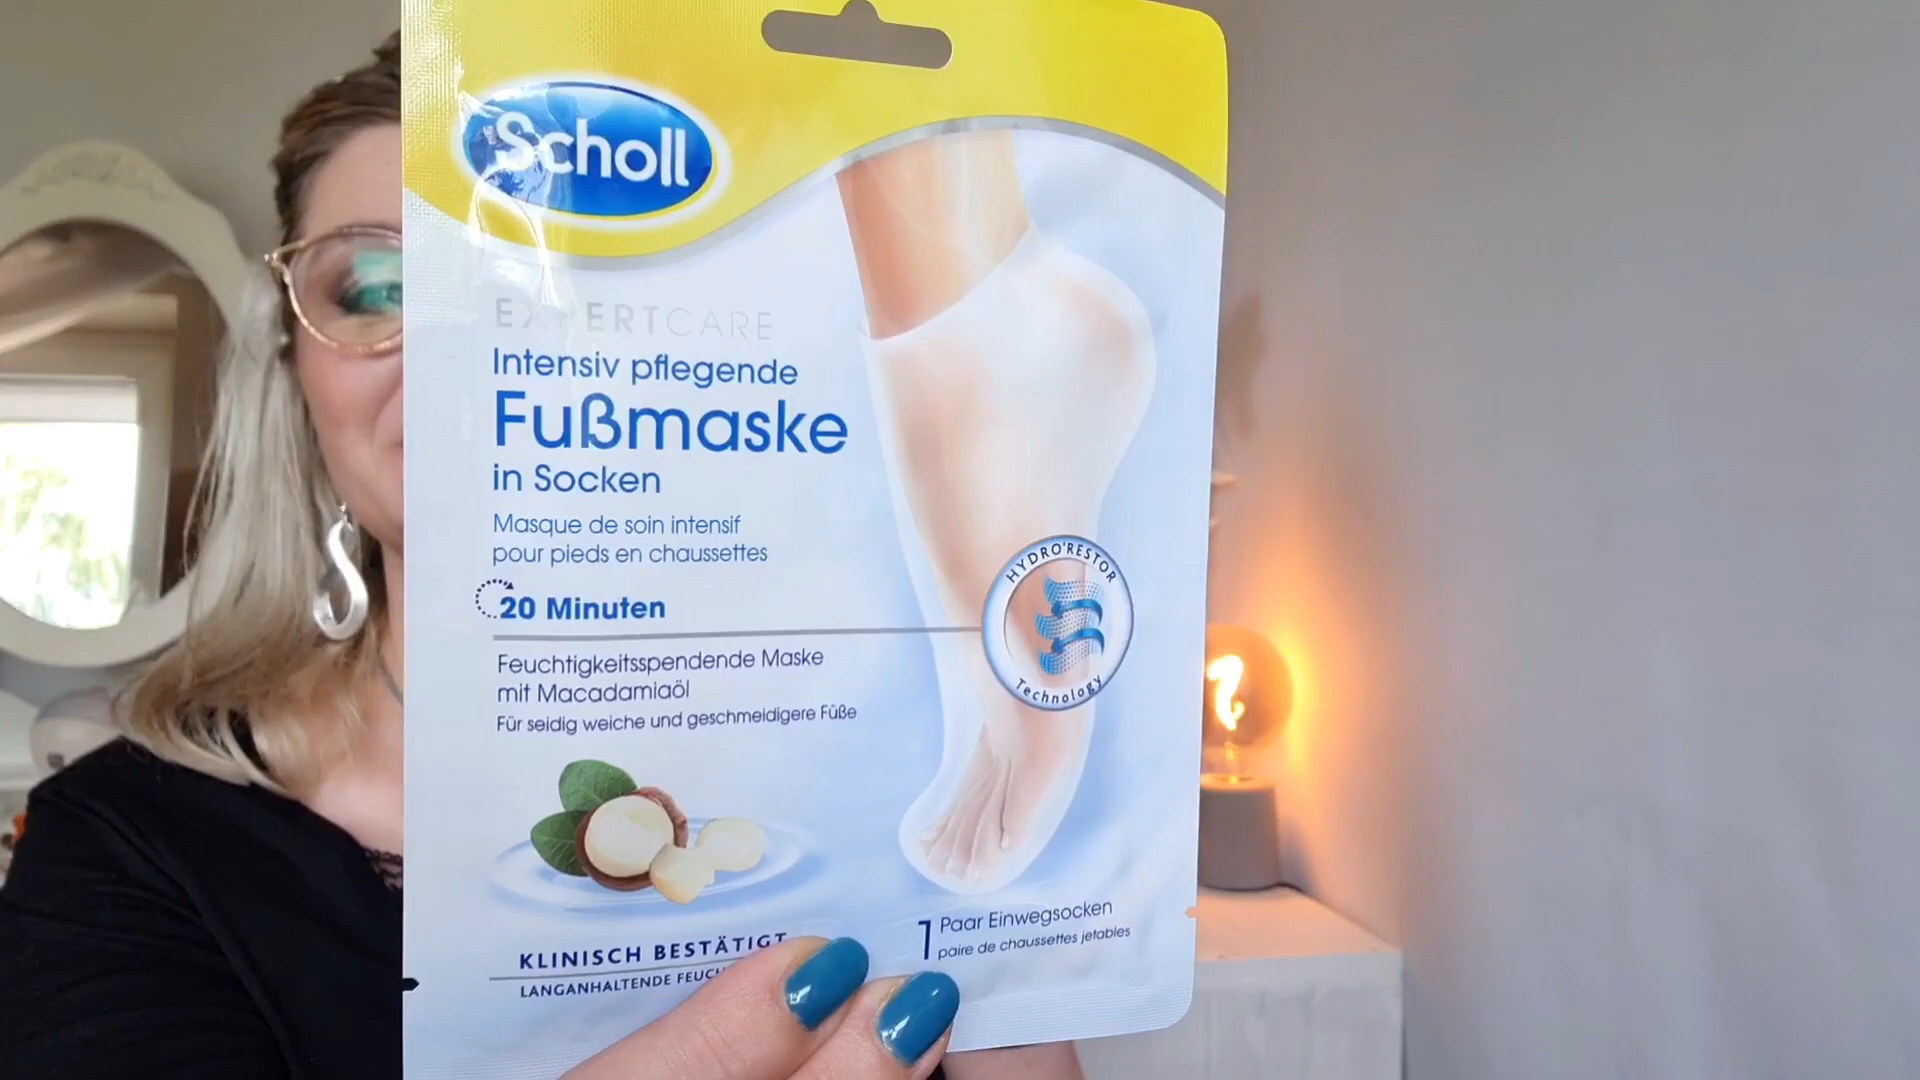 Scholl
EXPERTCARE
Intensiv pflegende
Fußmaske
in Socken
Masque de soin intensif
pour pieds en chaussettes
20 Minuten
HYDRO'RESTOR
Technology
Feuchtigkeitsspendende Maske
mit Macadamiaöl
Für seidig weiche und geschmeidigere Füße
KLINISCH BESTÄTIGT
LANGANHALTENDE
1 Paar Einwegsocken
paire de chaussettes jetables